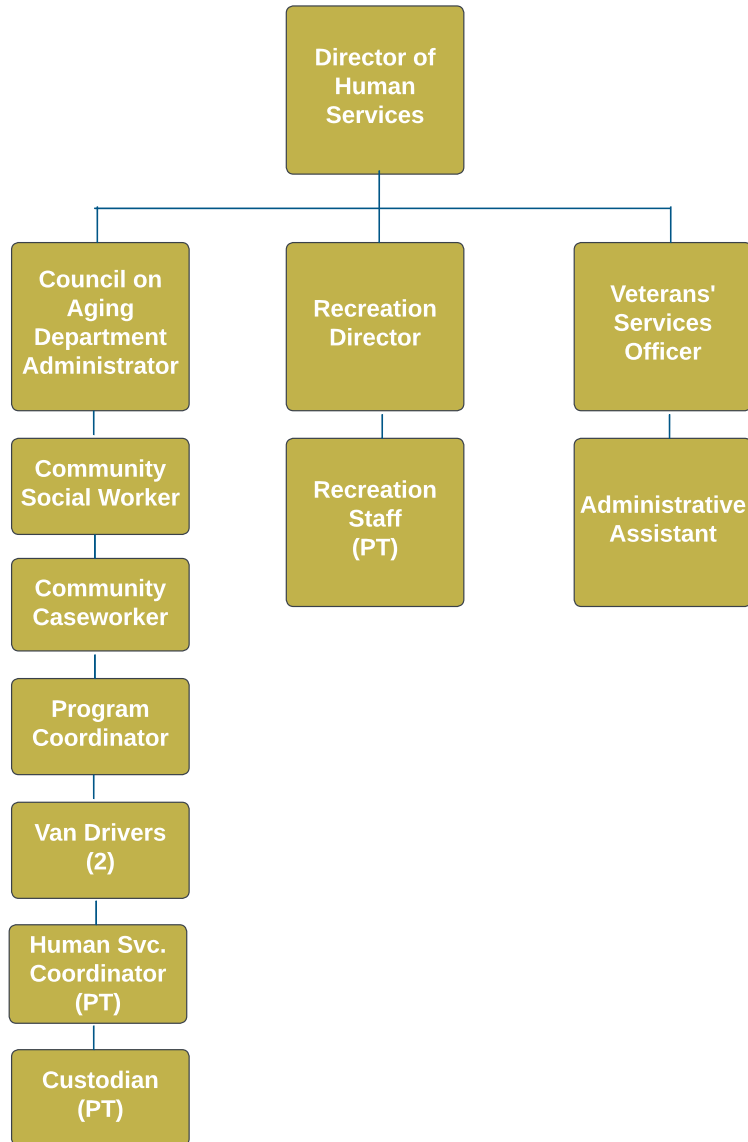 Director of
Human
Services
Council on
Aging
Department
Administrator
Recreation
Director
Veterans'
Services
Officer
Community
Social Worker
Recreation
Staff
(PT)
Administrative
Assistant
Community
Caseworker
Program
Coordinator
Van Drivers
(2)
Human Svc.
Coordinator
(PT)
Custodian
(PT)